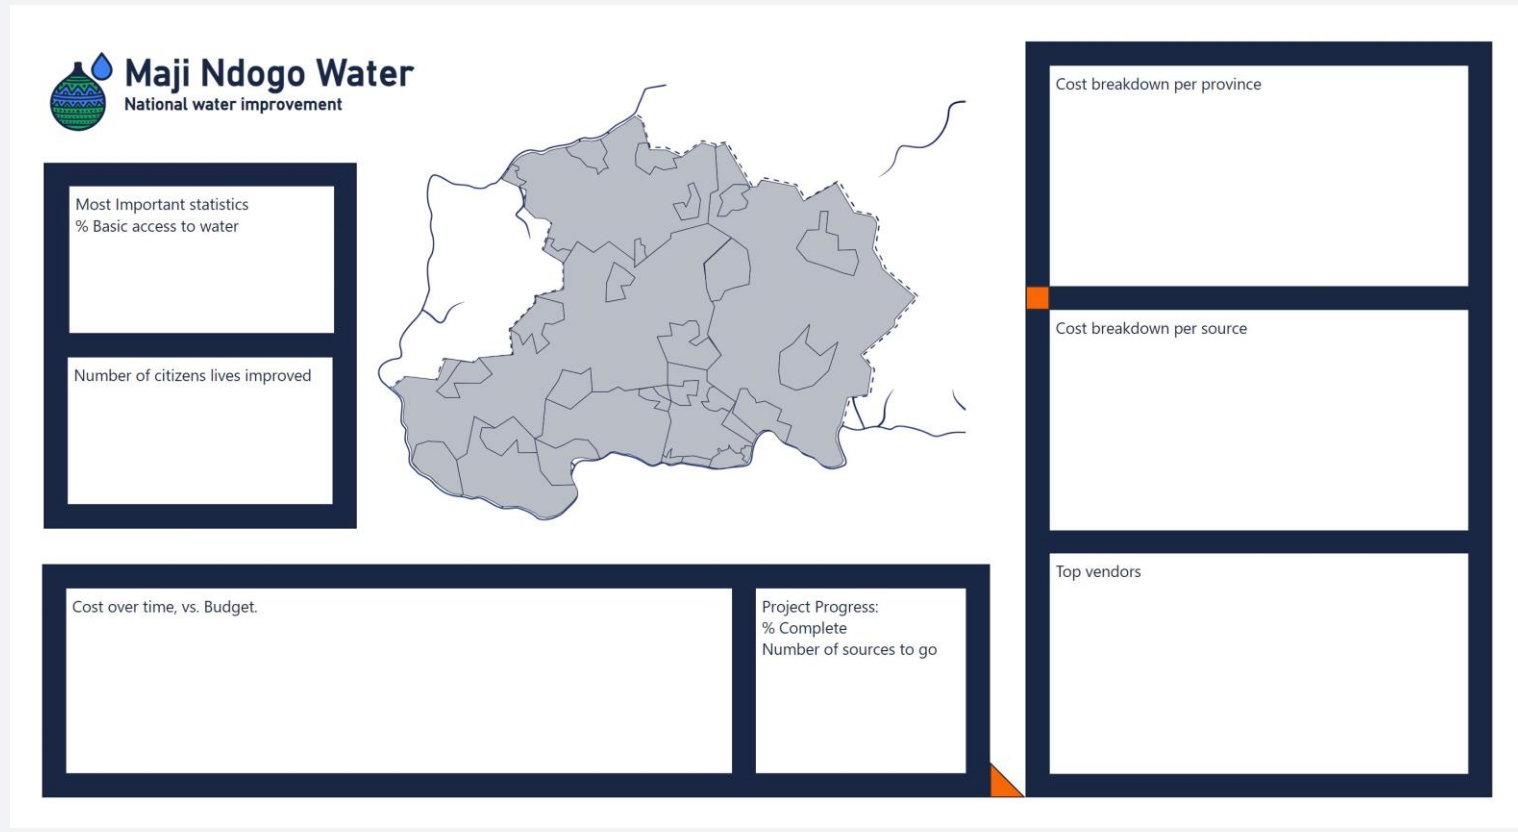 Maji Ndogo Water
National water improvement
Most Important statistics
% Basic access to water
Number of citizens lives improved
Cost over time, vs. Budget.
Project Progress:
% Complete
Number of sources to go
Cost breakdown per province
Cost breakdown per source
Top vendors